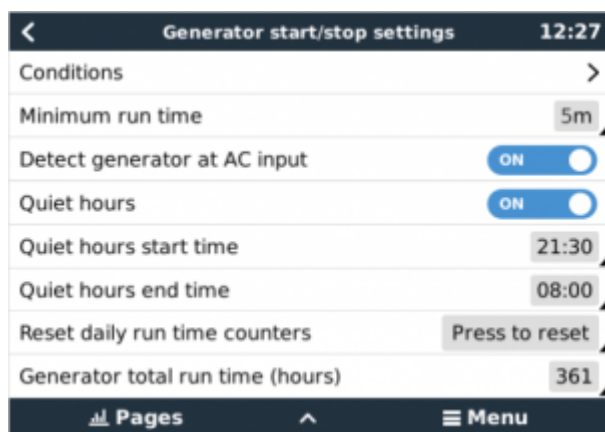 Generator start/stop settings 12:27
Conditions
Minimum run time 5m
Detect generator at AC input ON
Quiet hours ON
Quiet hours start time 21:30
Quiet hours end time 08:00
Reset daily run time counters Press to reset
Generator total run time (hours) 361
Pages Menu